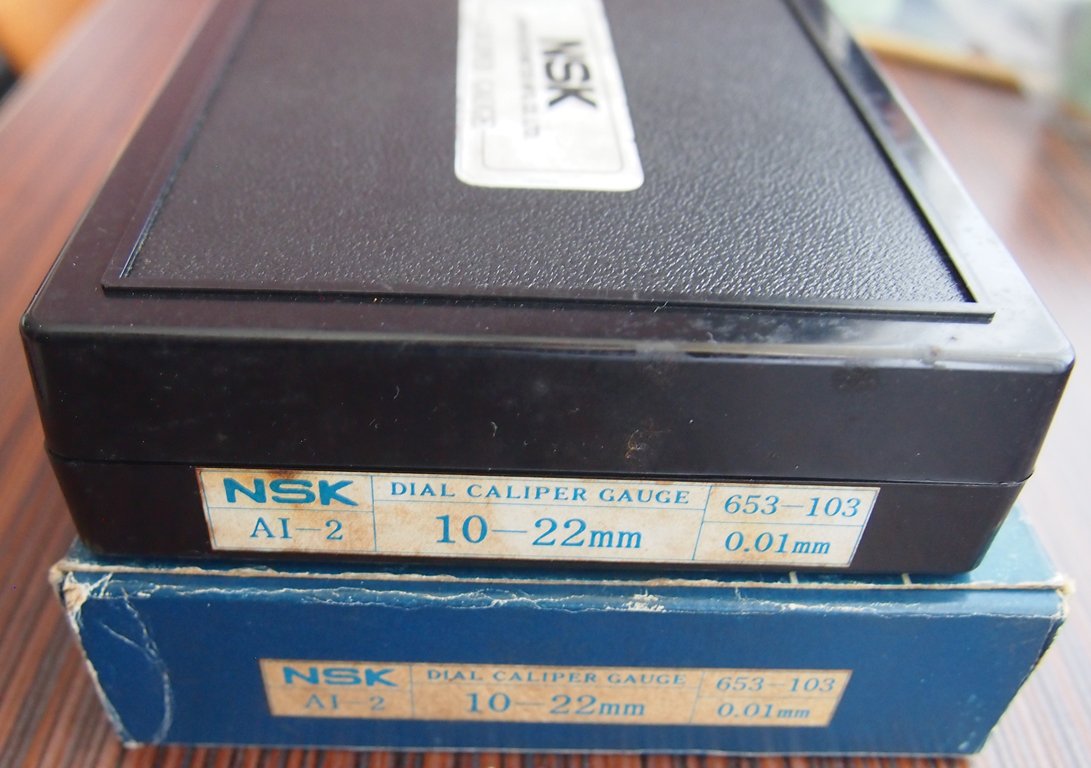 NSK
NSK
DIAL CALIPER GAUGE
653-103
AI-2
10-22mm
0.01mm
NSK
DIAL CALIPER GAUGE
653-103
AI-2
10-22mm
0.01mm